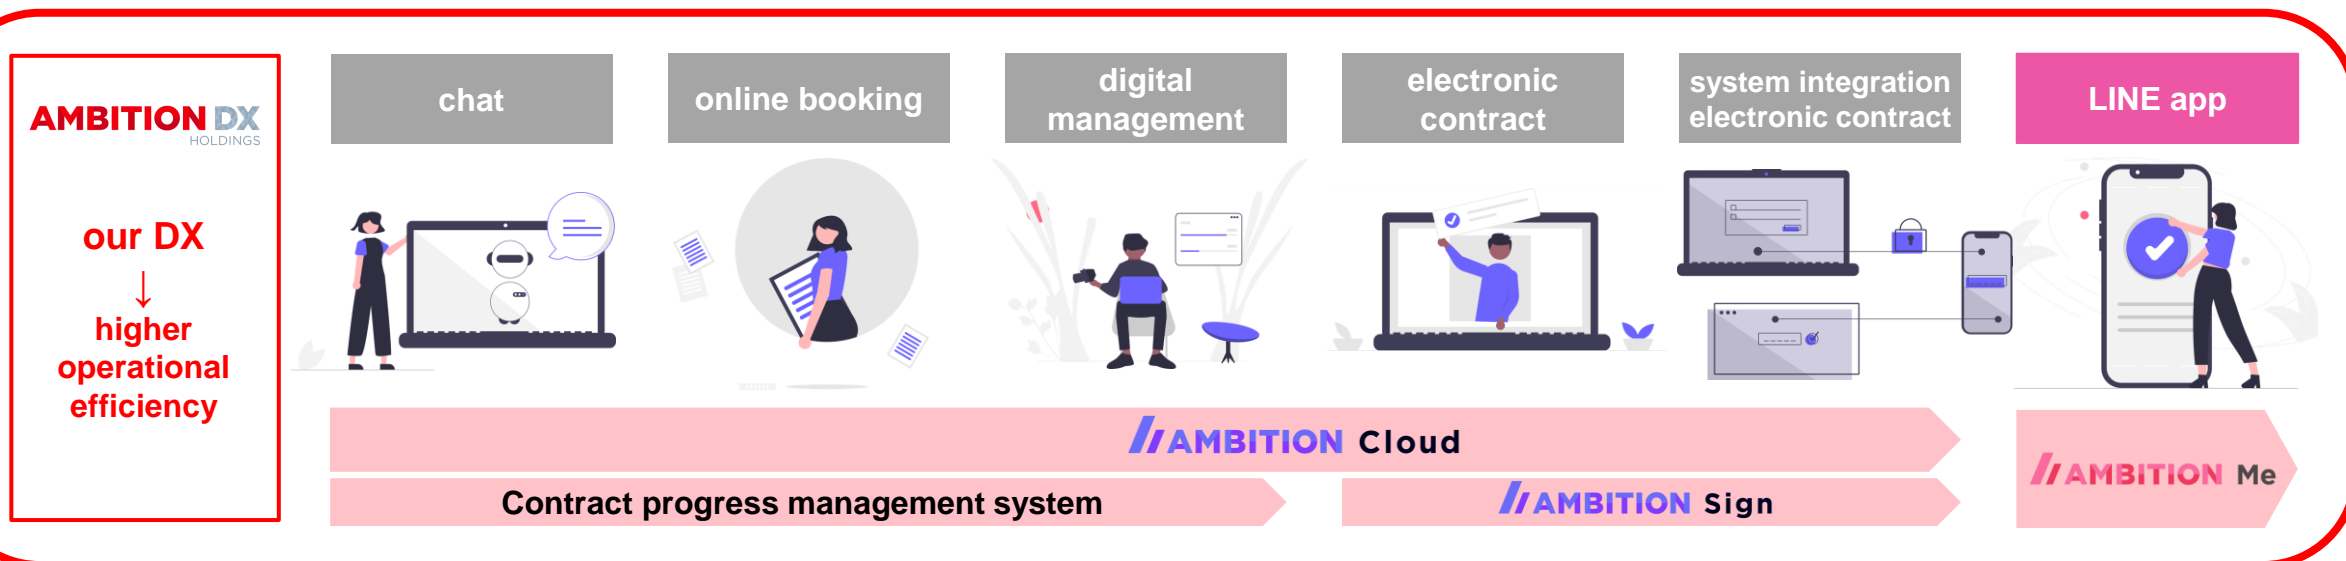 AMBITION DX
HOLDINGS
our DX
↓
higher
operational
efficiency
chat
online booking
digital
management
electronic
contract
system integration
electronic contract
LINE app
AMBITION Cloud
Contract progress management system
AMBITION Sign
AMBITION Me